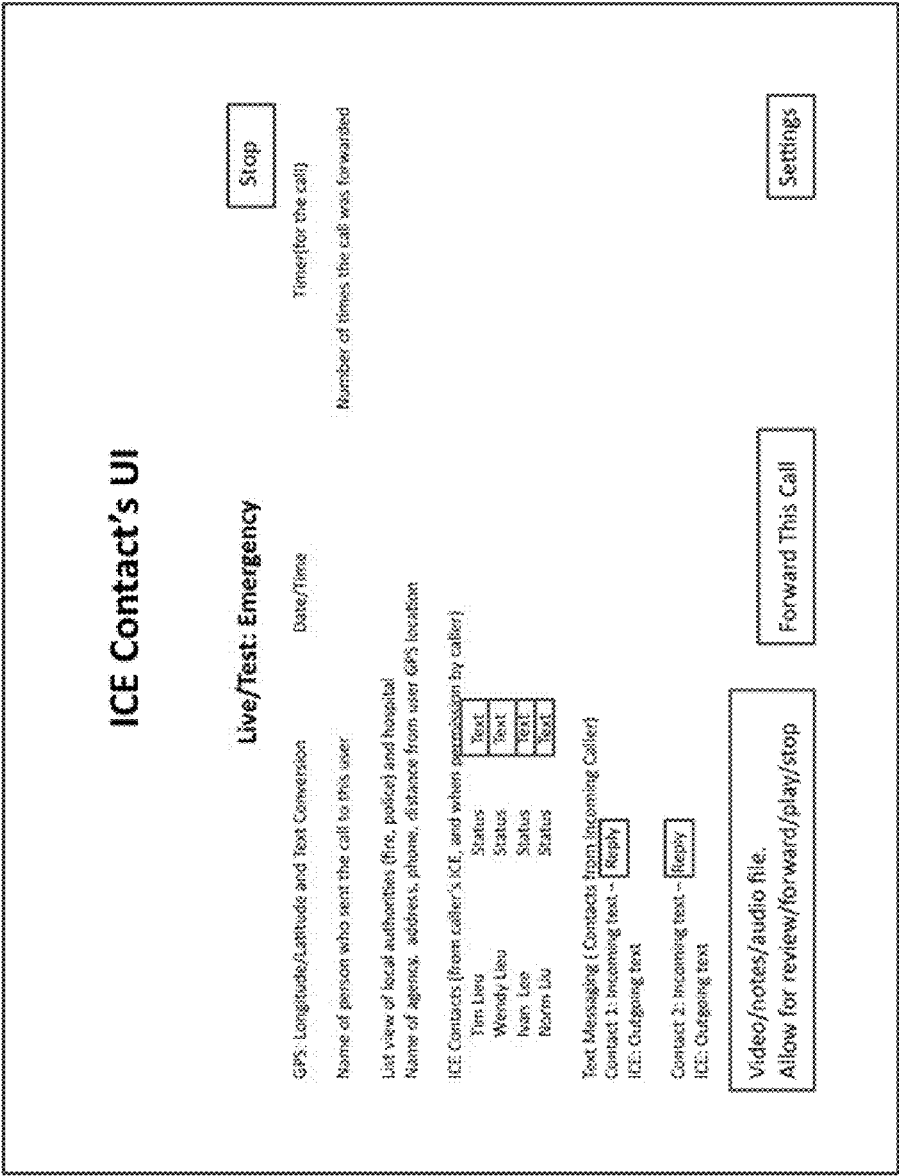 ICE Contact's UI
Live/Test: Emergency
Stop
GPS: Longitude/Latitude and Text Conversion
Date/Time
Timer(for the call)
Name of person who sent the call to this user
Number of times the call was forwarded
List view of local authorities (fire, police) and hospital
Name of agency, address, phone, distance from user GPS location
ICE Contacts (from caller's ICE, and when permission by caller)
Tim Lieu Status Text
Wendy Lieu Status Text
Ivan Lee Status Text
Norm Liu Status Text
Text Messaging ( Contacts from incoming Caller)
Contact 1: Incoming text -- Reply
ICE: Outgoing text
Contact 2: Incoming text -- Reply
ICE: Outgoing text
Video/notes/audio file.
Allow for review/forward/play/stop
Forward This Call
Settings